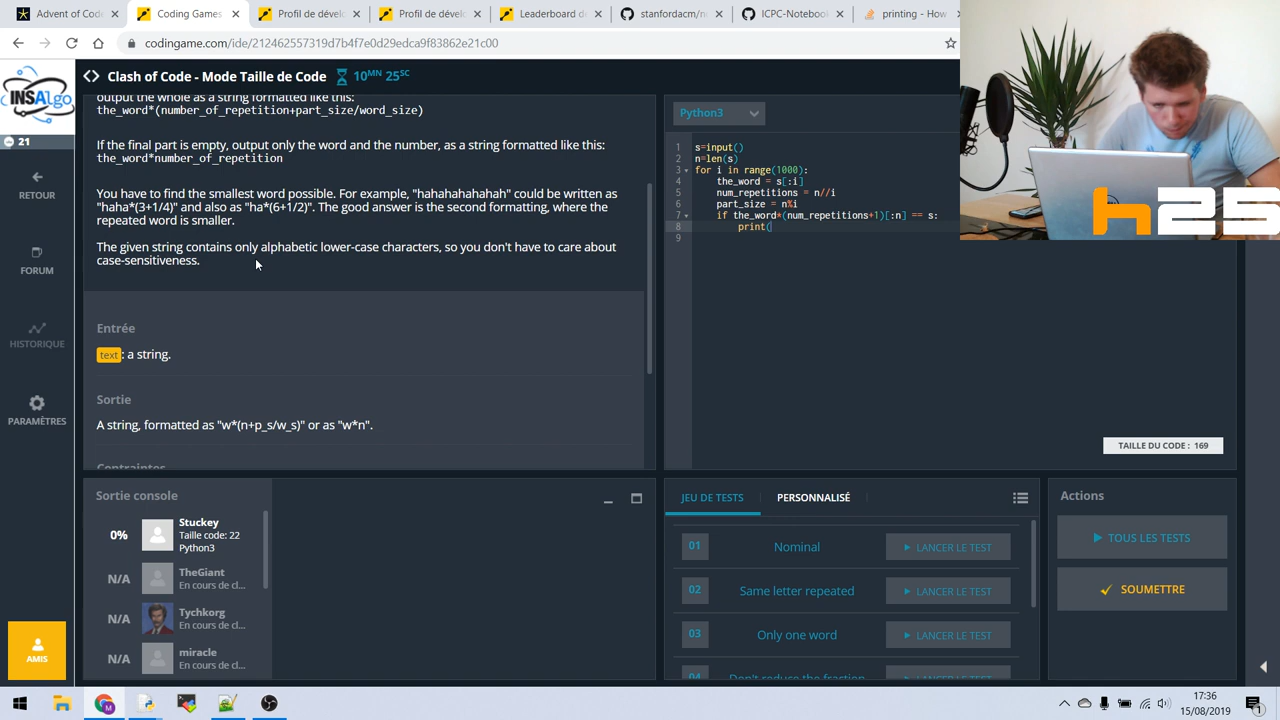 Advent of Co
Coding Games
Profil de dévelo
Profil de déve
Leaderboard dr
stanfordacm/n
ICPC-Notebook
printing - How
codingame.com/ide/212462557319d7b4f7e0d29edca9f83862e21c00
INSAlgo
21
RETOUR
FORUM
HISTORIQUE
PARAMÈTRES
AMIS
Clash of Code - Mode Taille de Code
10MN 25SC
output the whole as a string formatted like this:
the_word*(number_of_repetition+part_size/word_size)
If the final part is empty, output only the word and the number, as a string formatted like this:
the_word*number_of_repetition
You have to find the smallest word possible. For example, "hahahahahahah" could be written as
"haha*(3+1/4)" and also as "ha*(6+1/2)". The good answer is the second formatting, where the
repeated word is smaller.
The given string contains only alphabetic lower-case characters, so you don't have to care about
case-sensitiveness.
Entrée
text: a string.
Sortie
A string, formatted as "w*(n+p_s/w_s)" or as "w*n".
Contraintes
Python3
1 s=input()
2 n=len(s)
3 for i in range(1000):
4 the_word = s[:i]
5 num_repetitions = n//i
6 part_size = n%i
7 if the_word*(num_repetitions+1)[:n] == s:
8 print(
9
TAILLE DU CODE : 169
h25
Sortie console
0%
Stuckey
Taille code: 22
Python3
N/A
TheGiant
En cours de cl...
N/A
Tychkorg
En cours de cl...
N/A
miracle
En cours de cl...
JEU DE TESTS
PERSONNALISÉ
01 Nominal LANCER LE TEST
02 Same letter repeated LANCER LE TEST
03 Only one word LANCER LE TEST
04 Don't reduce the fraction
Actions
TOUS LES TESTS
SOUMETTRE
17:36
15/08/2019
1